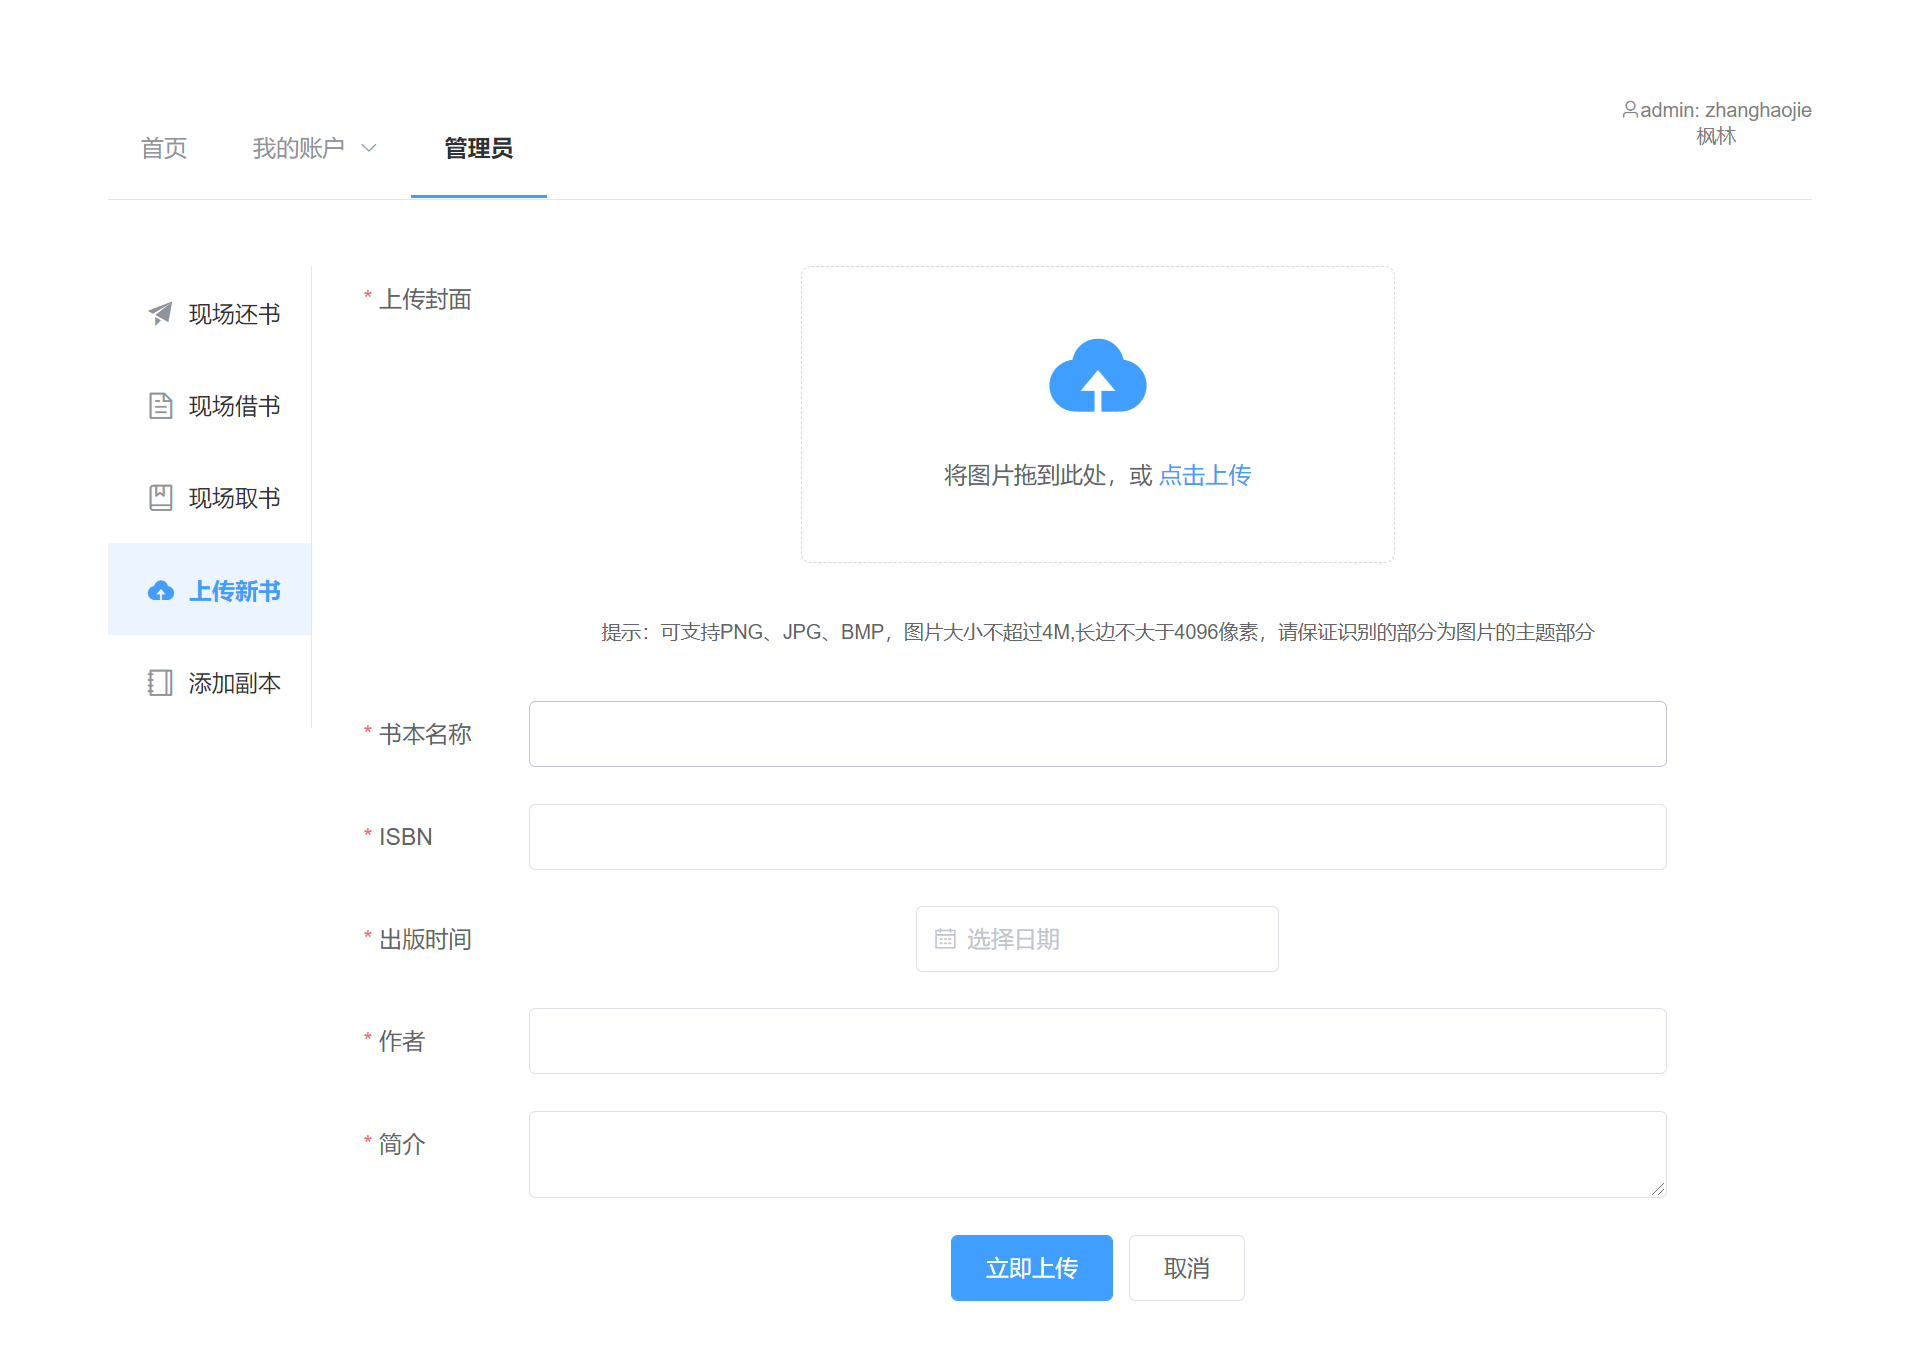 首页
我的账户
管理员
admin: zhanghaojie
枫林
现场还书
现场借书
现场取书
上传新书
添加副本
* 上传封面
将图片拖到此处，或 点击上传
提示：可支持PNG、JPG、BMP，图片大小不超过4M,长边不大于4096像素，请保证识别的部分为图片的主题部分
* 书本名称
* ISBN
* 出版时间
选择日期
* 作者
* 简介
立即上传
取消